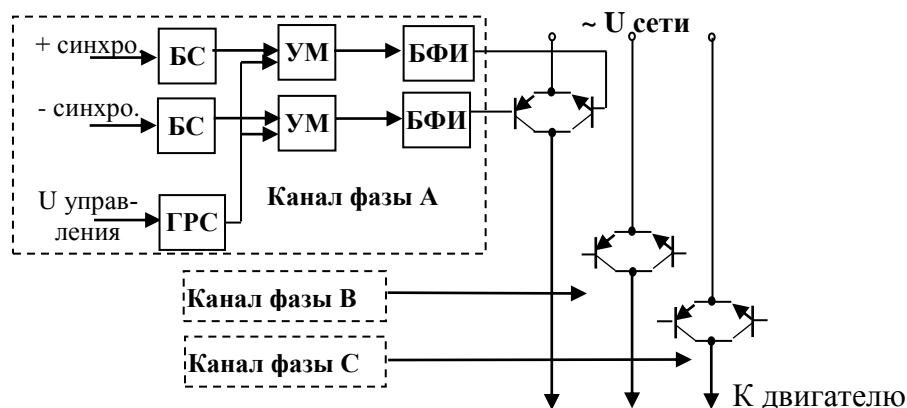 + синхро.
БС
УМ
БФИ
~ U сети
- синхро.
БС
УМ
БФИ
U управ-
ления
ГРС
Канал фазы А
Канал фазы В
Канал фазы С
К двигателю